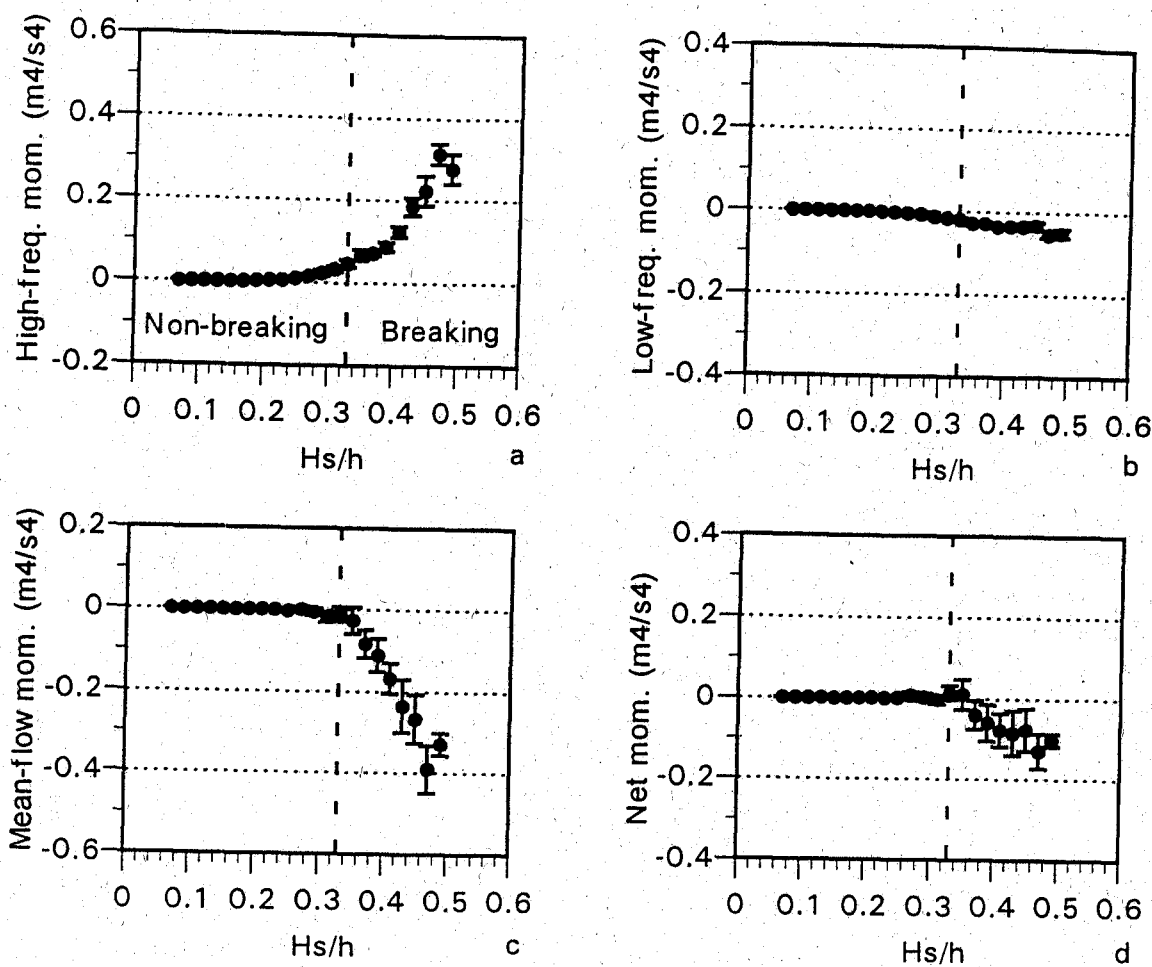 High-freq. mom. (m4/s4)
0.6
0.4
0.2
0
-0.2
Non-breaking
Breaking
0 0.1 0.2 0.3 0.4 0.5 0.6
Hs/h
a
Low-freq. mom. (m4/s4)
0.4
0.2
0
-0.2
-0.4
0 0.1 0.2 0.3 0.4 0.5 0.6
Hs/h
b
Mean-flow mom. (m4/s4)
0.2
0
-0.2
-0.4
-0.6
0 0.1 0.2 0.3 0.4 0.5 0.6
Hs/h
c
Net mom. (m4/s4)
0.4
0.2
0
-0.2
-0.4
0 0.1 0.2 0.3 0.4 0.5 0.6
Hs/h
d